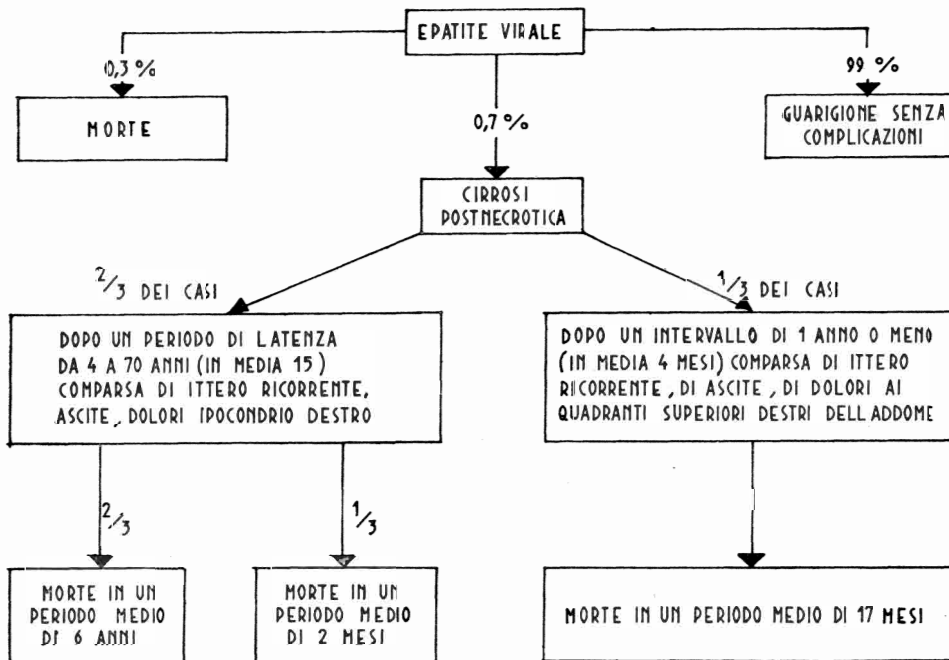 EPATITE VIRALE
0,3 %
99 %
MORTE
0,7 %
GUARIGIONE SENZA
COMPLICAZIONI
CIRROSI
POSTNECROTICA
2/3 DEI CASI
1/3 DEI CASI
DOPO UN PERIODO DI LATENZA
DA 4 A 70 ANNI (IN MEDIA 15)
COMPARSA DI ITTERO RICORRENTE,
ASCITE, DOLORI IPOCONDRIO DESTRO
DOPO UN INTERVALLO DI 1 ANNO O MENO
(IN MEDIA 4 MESI) COMPARSA DI ITTERO
RICORRENTE, DI ASCITE, DI DOLORI AI
QUADRANTI SUPERIORI DESTRI DELL ADDOME
2/3
1/3
MORTE IN UN
PERIODO MEDIO
DI 6 ANNI
MORTE IN UN
PERIODO MEDIO
DI 2 MESI
MORTE IN UN PERIODO MEDIO DI 17 MESI